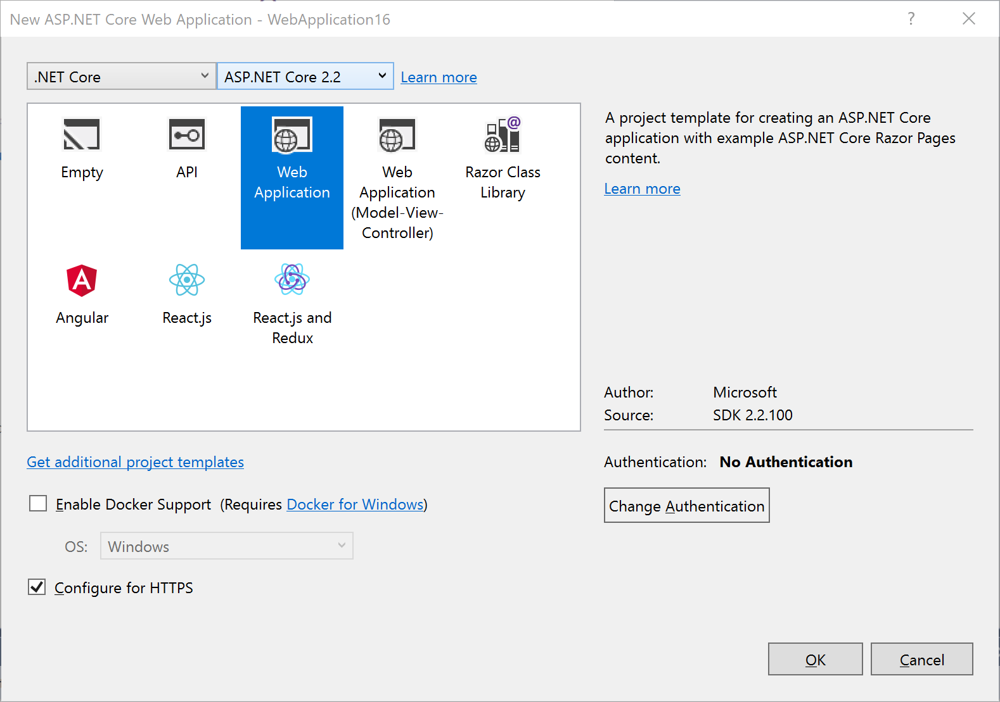 New ASP.NET Core Web Application - WebApplication16
?
.NET Core
ASP.NET Core 2.2
Learn more
Empty
API
Web
Application
Web
Application
(Model-View-
Controller)
@
Razor Class
Library
A
Angular
React.js
React.js and
Redux
A project template for creating an ASP.NET Core
application with example ASP.NET Core Razor Pages
content.
Learn more
Author: Microsoft
Source: SDK 2.2.100
Get additional project templates
Authentication: No Authentication
Enable Docker Support (Requires Docker for Windows)
Change Authentication
OS: Windows
Configure for HTTPS
OK
Cancel